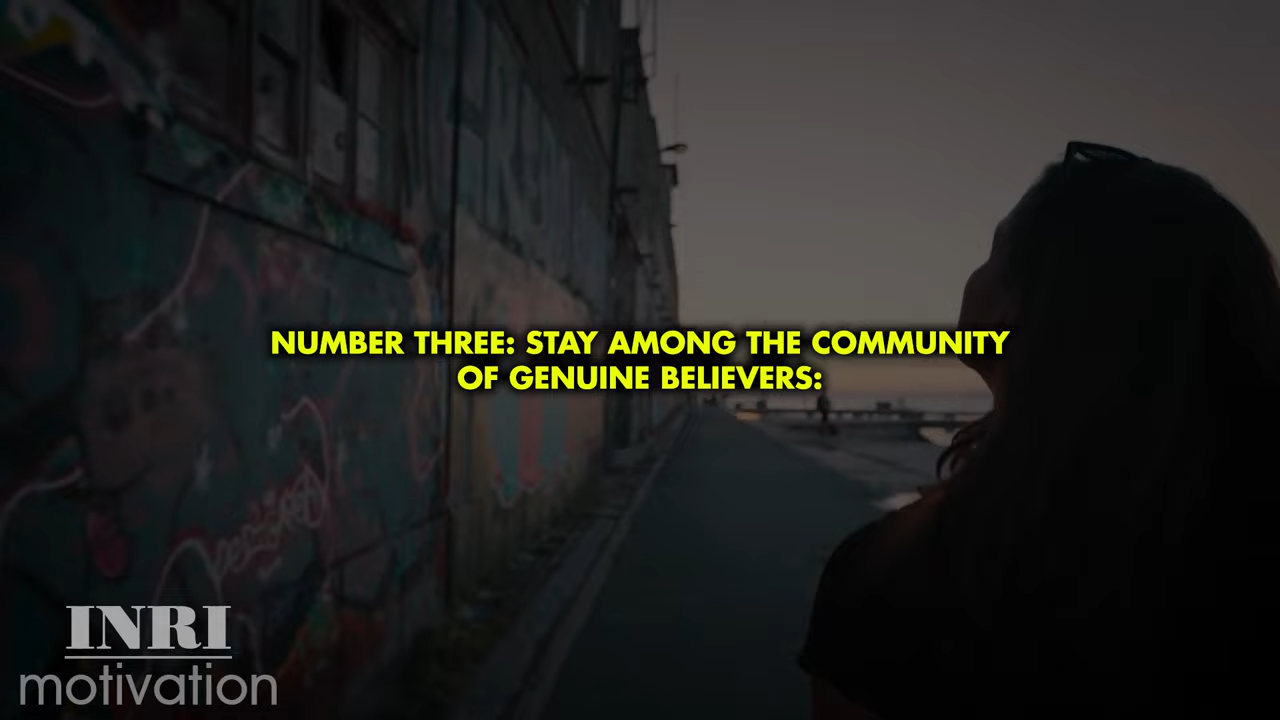 NUMBER THREE: STAY AMONG THE COMMUNITY
OF GENUINE BELIEVERS:
INRI
motivation